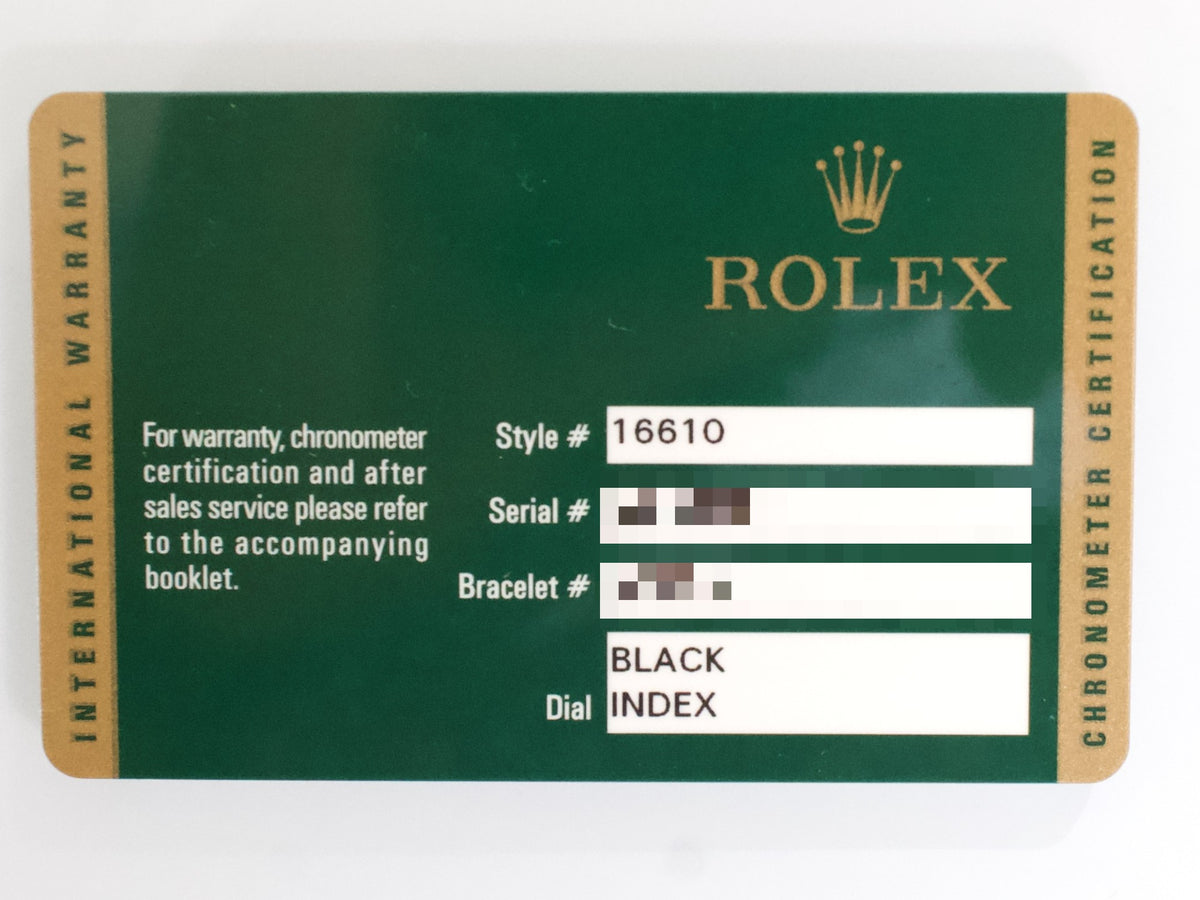 INTERNATIONAL WARRANTY
ROLEX
For warranty, chronometer
certification and after
sales service please refer
to the accompanying
booklet.
Style # 16610
Serial #
Bracelet #
Dial BLACK
INDEX
CHRONOMETER CERTIFICATION